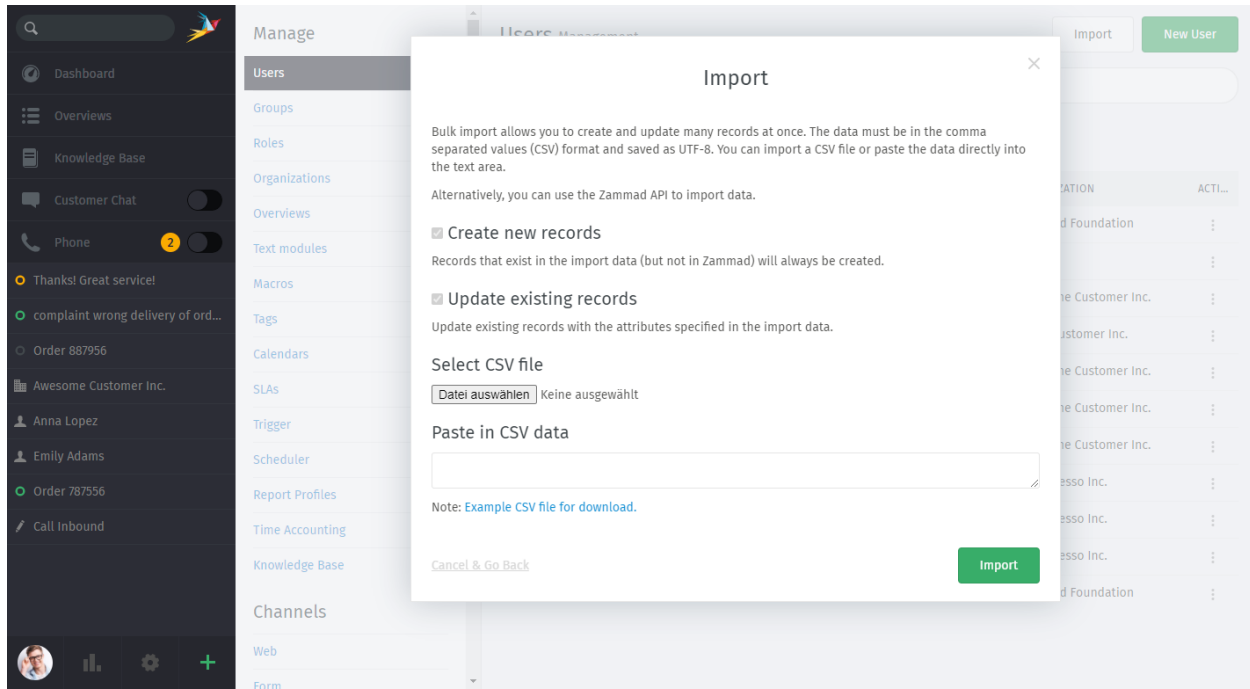 Dashboard
Overviews
Knowledge Base
Customer Chat
Phone 2
Thanks! Great service!
complaint wrong delivery of ord...
Order 887956
Awesome Customer Inc.
Anna Lopez
Emily Adams
Order 787556
Call Inbound
Manage
Users
Groups
Roles
Organizations
Overviews
Text modules
Macros
Tags
Calendars
SLAs
Trigger
Scheduler
Report Profiles
Time Accounting
Knowledge Base
Channels
Web
Form
Users Management
Import
New User
Import
Bulk import allows you to create and update many records at once. The data must be in the comma
separated values (CSV) format and saved as UTF-8. You can import a CSV file or paste the data directly into
the text area.
Alternatively, you can use the Zammad API to import data.
Create new records
Records that exist in the import data (but not in Zammad) will always be created.
Update existing records
Update existing records with the attributes specified in the import data.
Select CSV file
Datei auswählen Keine ausgewählt
Paste in CSV data
Note: Example CSV file for download.
Cancel & Go Back
Import
ZATION ACTI...
d Foundation
ne Customer Inc.
ustomer Inc.
ne Customer Inc.
ne Customer Inc.
ne Customer Inc.
esso Inc.
esso Inc.
esso Inc.
d Foundation